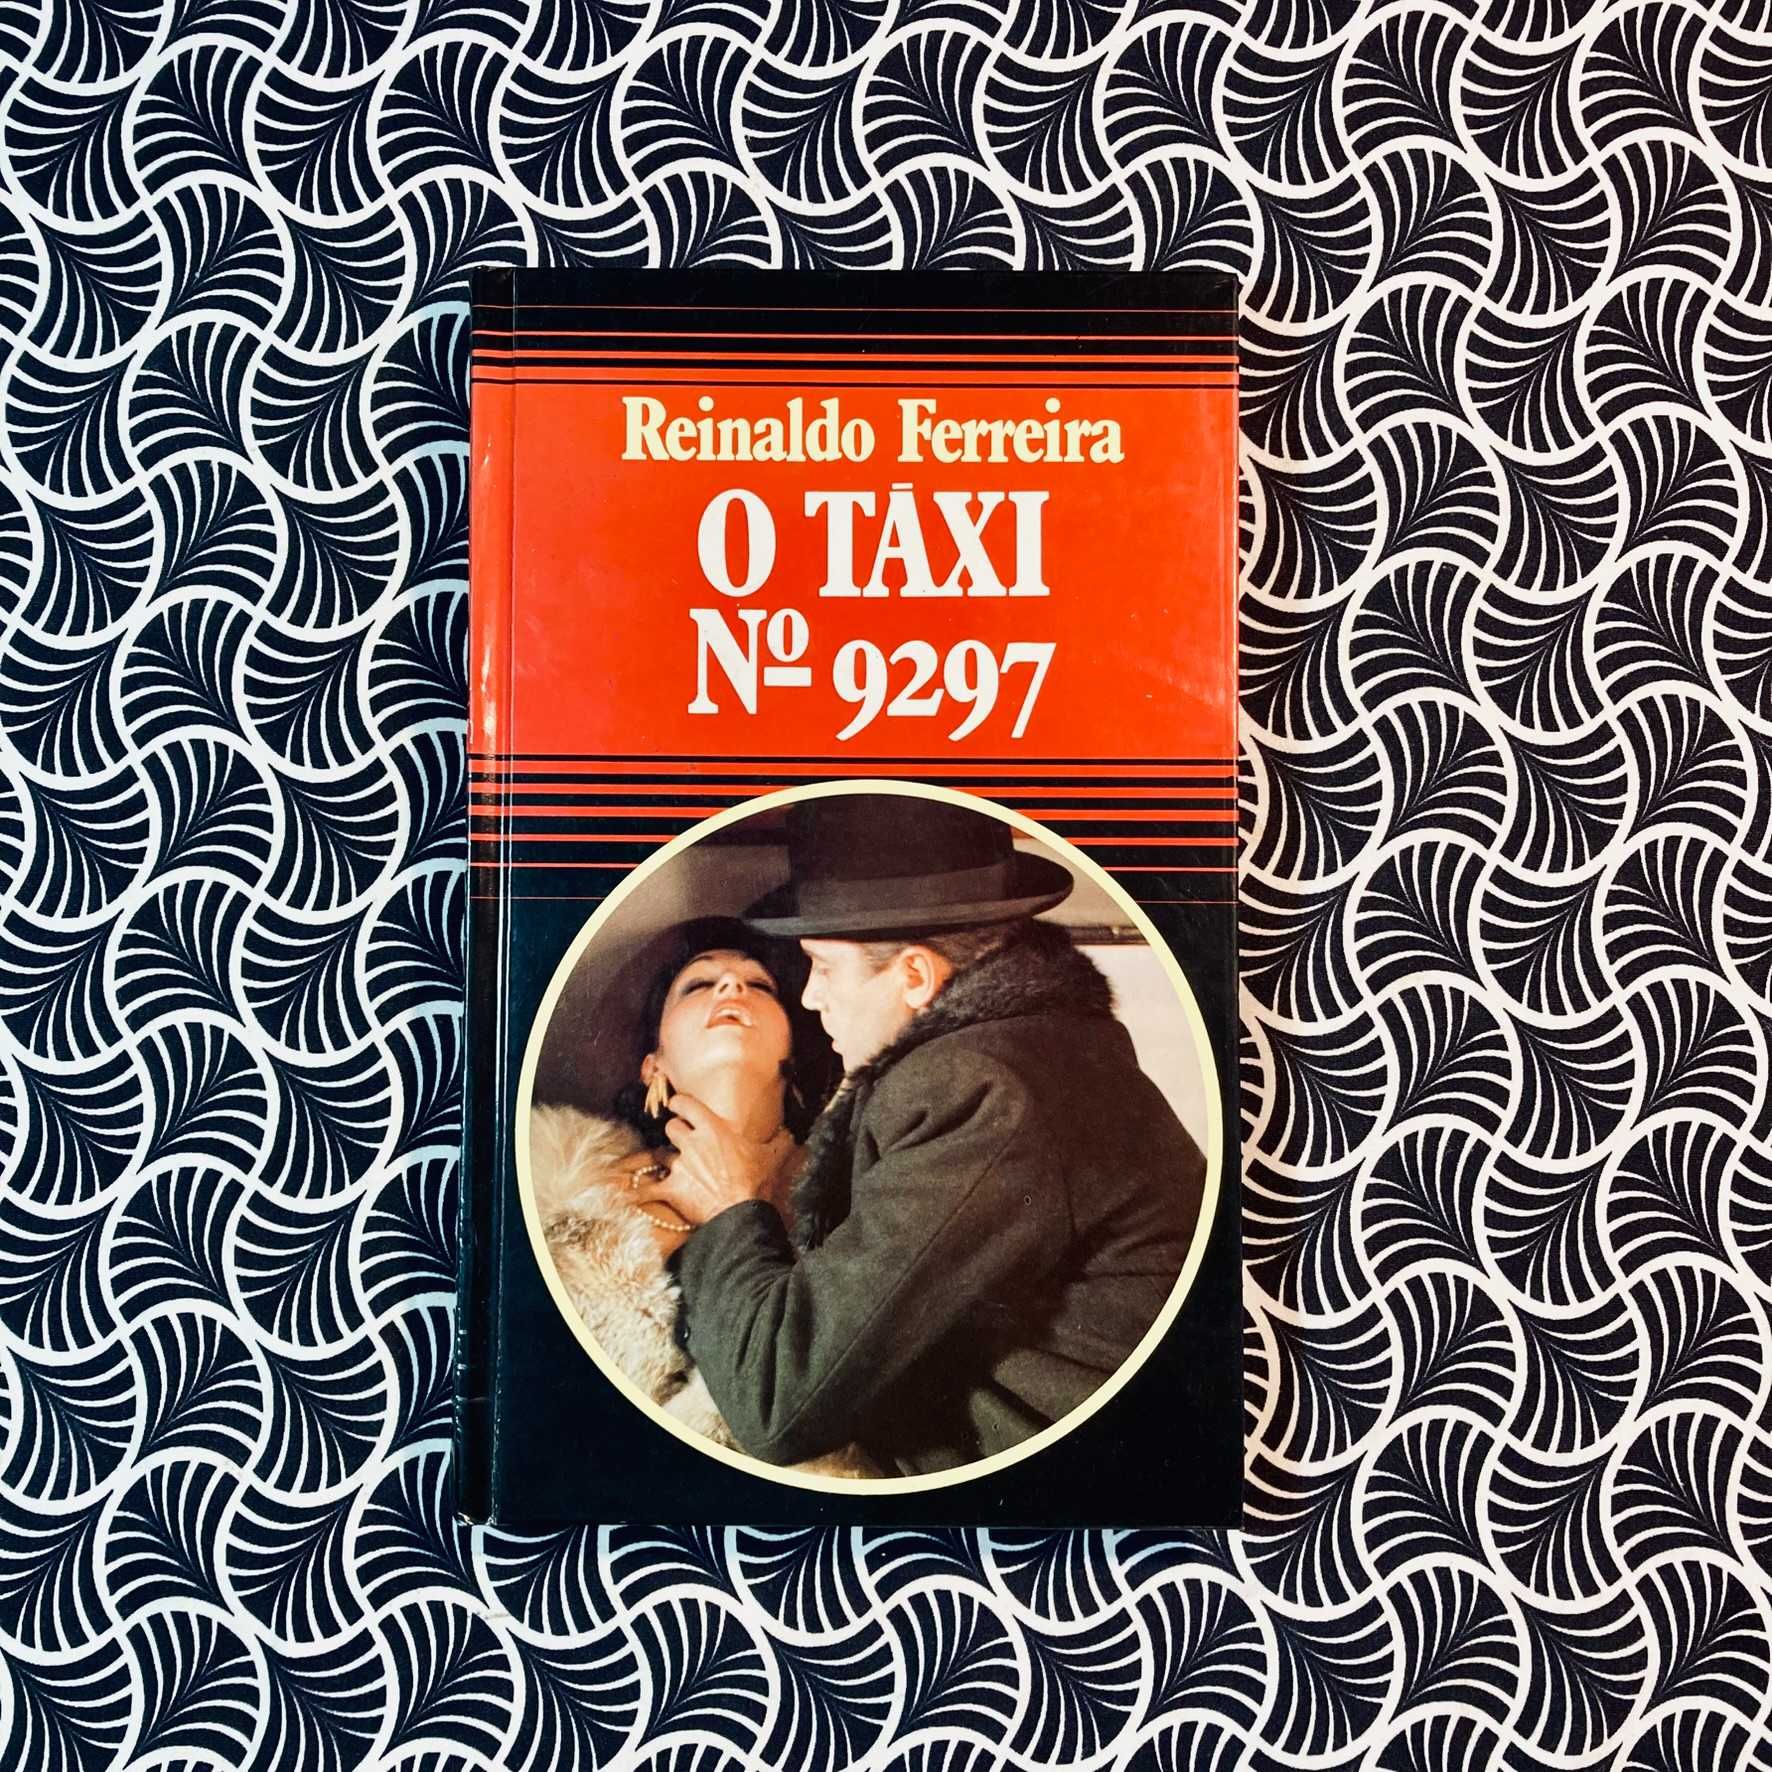 Reinaldo Ferreira
O TÁXI
Nº 9297